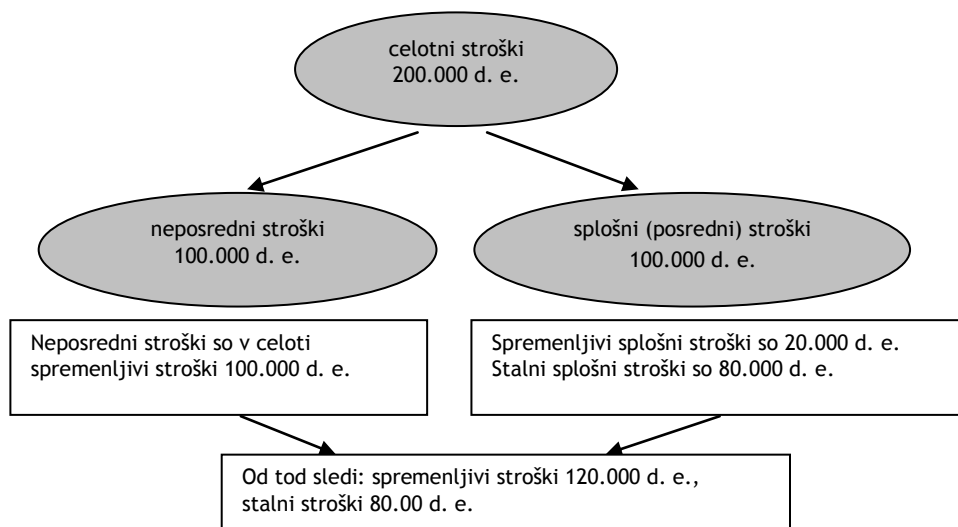 celotni stroški
200.000 d. e.
neposredni stroški
100.000 d. e.
splošni (posredni) stroški
100.000 d. e.
Neposredni stroški so v celoti
spremenljivi stroški 100.000 d. e.
Spremenljivi splošni stroški so 20.000 d. e.
Stalni splošni stroški so 80.000 d. e.
Od tod sledi: spremenljivi stroški 120.000 d. e.,
stalni stroški 80.00 d. e.